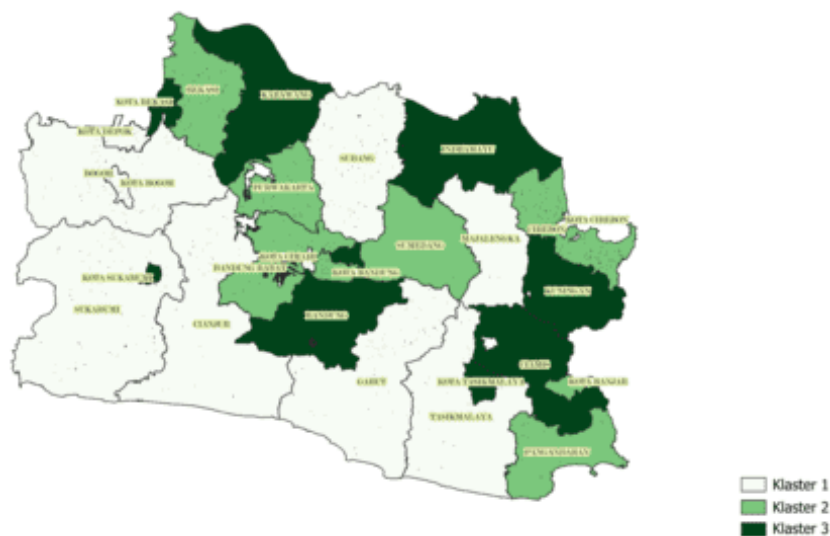 BEKASI
KARAWANG
KOTA BEKASI
KOTA DEPOK
INDRAMAYU
SUBANG
BOGOR
KOTA BOGOR
PURWAKARTA
KOTA CIREBON
CIREBON
MAJALENGKA
SUMEDANG
KOTA CIMAHI
BANDUNG BARAT
KOTA BANDUNG
KOTA SUKABUMI
KUNINGAN
SUKABUMI
BANDUNG
CIANJUR
CIAMIS
GARUT
KOTA TASIKMALAYA
KOTA BANJAR
TASIKMALAYA
PANGANDARAN
Klaster 1
Klaster 2
Klaster 3